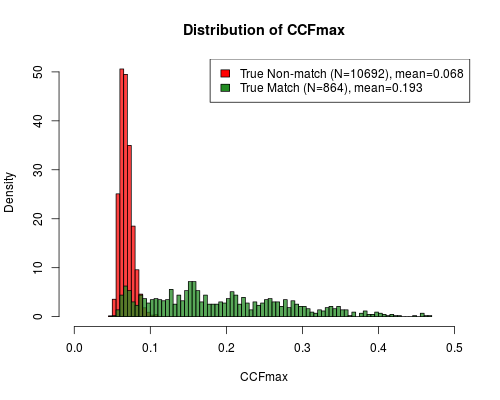 Distribution of CCFmax
True Non-match (N=10692), mean=0.068
True Match (N=864), mean=0.193
Density
50
40
30
20
10
0
0.0 0.1 0.2 0.3 0.4 0.5
CCFmax